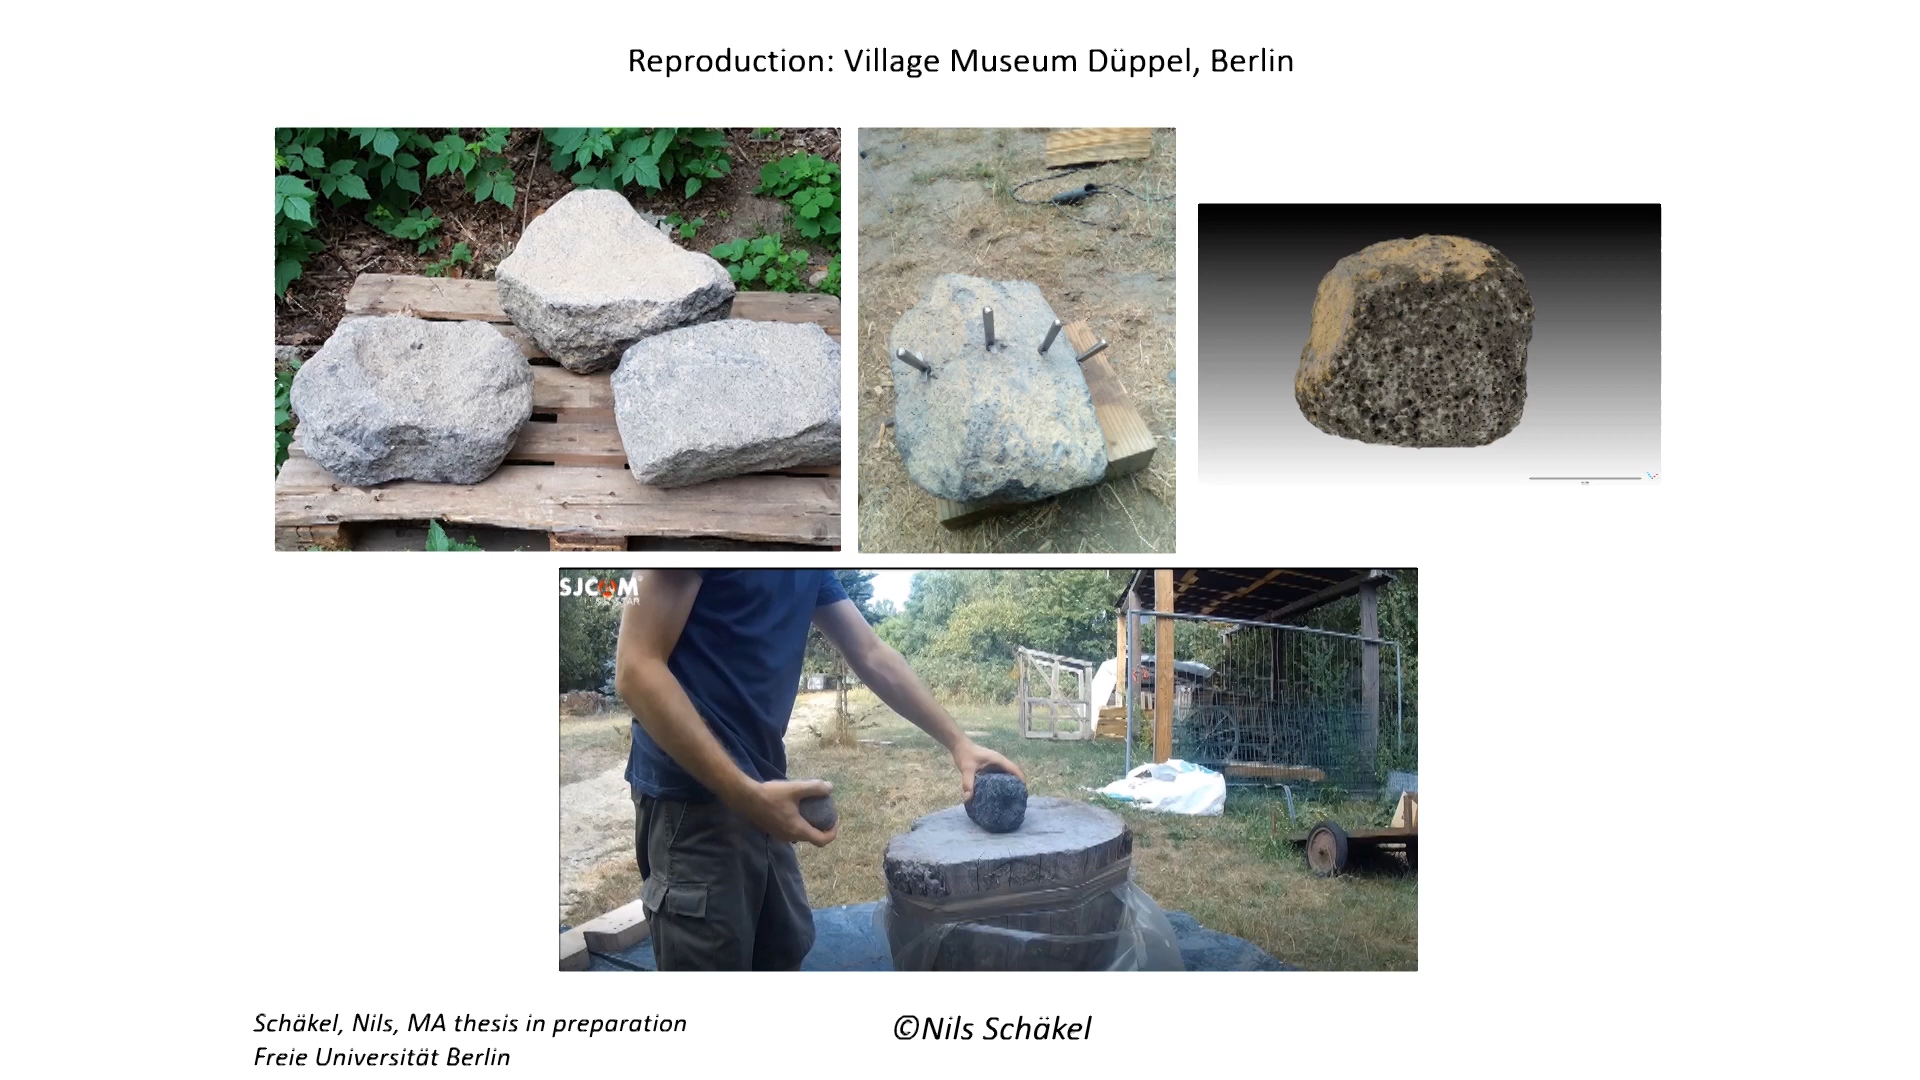 Reproduction: Village Museum Düppel, Berlin
SJCAM
Schäkel, Nils, MA thesis in preparation
Freie Universität Berlin
©Nils Schäkel